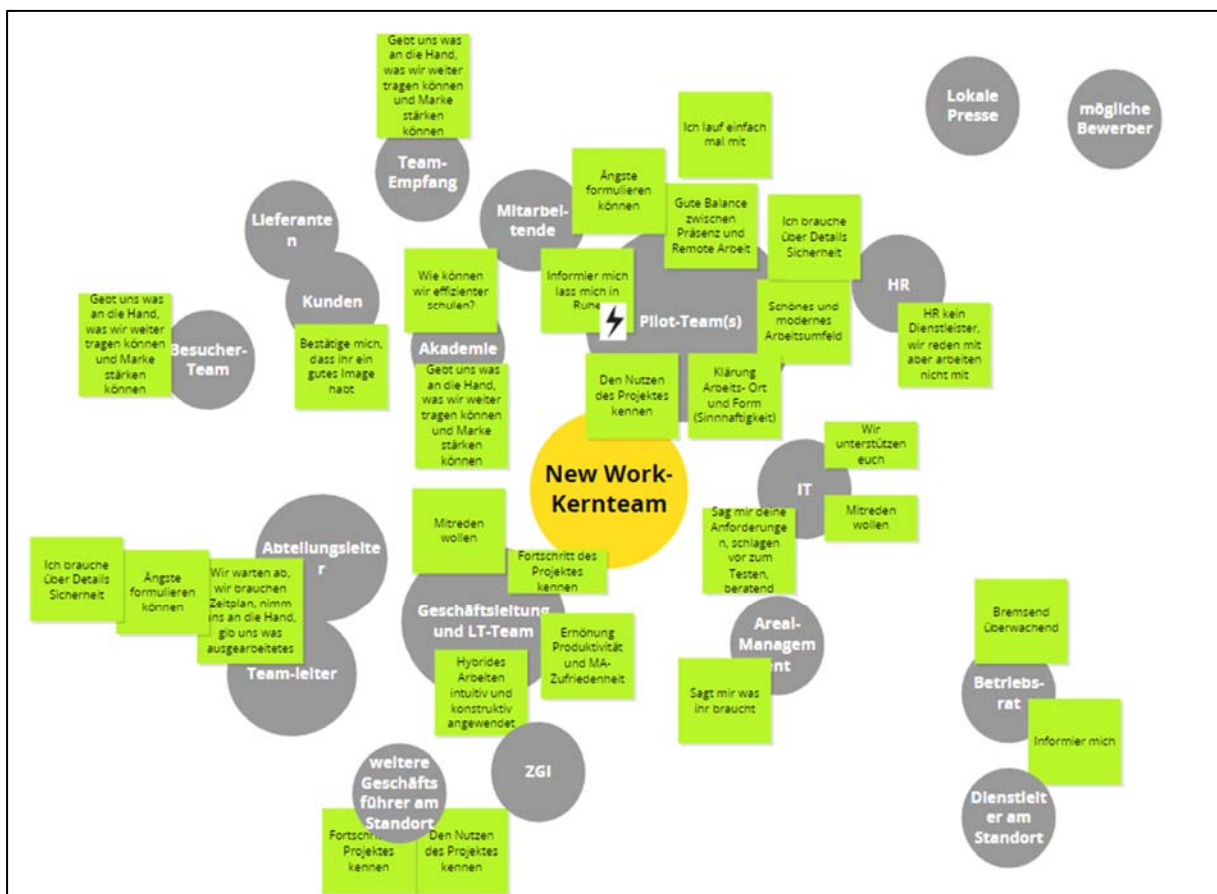 Gebt uns was
an die Hand,
was wir weiter
tragen können
und Marke
stärken
können
Team-
Empfang
Lokale
Presse
mögliche
Bewerber
Ich lauf einfach
mal mit
Ängste
formulieren
können
Mitarbei-
tende
Gute Balance
zwischen
Präsenz und
Remote Arbeit
Ich brauche
über Details
Sicherheit
Lieferante
n
Kunden
Bestätige mich,
dass ihr ein
gutes Image
habt
Gebt uns was
an die Hand,
was wir weiter
tragen können
und Marke
stärken
können
Besucher-
Team
Wie können
wir effizienter
schulen?
Akademie
Gebt uns was
an die Hand,
was wir weiter
tragen können
und Marke
stärken
können
Informier mich
lass mich in
Ruhe
Pilot-Team(s)
Schönes und
modernes
Arbeitsumfeld
HR
HR kein
Dienstleister,
wir reden mit
aber arbeiten
nicht mit
Den Nutzen
des Projektes
kennen
Klärung
Arbeits- Ort
und Form
(Sinnhaftigkeit)
New Work-
Kernteam
Wir
unterstützen
euch
IT
Mitreden
wollen
Sag mir deine
Anforderunge
n, schlagen
vor zum
Testen,
beratend
Mitreden
wollen
Fortschritt des
Projektes
kennen
Abteilungsleite
r
Ich brauche
über Details
Sicherheit
Ängste
formulieren
können
Wir warten ab,
wir brauchen
Zeitplan, nimm
uns an die Hand,
gib uns was
ausgearbeitetes
Team-leiter
Geschäftsleitung
und LT-Team
Erhöhung
Produktivität
und MA-
Zufriedenheit
Hybrides
Arbeiten
intuitiv und
konstruktiv
angewendet
Areal-
Managem
ent
Sagt mir was
ihr braucht
Bremsend
überwachend
Betriebs-
rat
Informier mich
Dienstleit
er am
Standort
ZGI
weitere
Geschäfts
führer am
Standort
Projektes
kennen
Den Nutzen
des Projektes
kennen